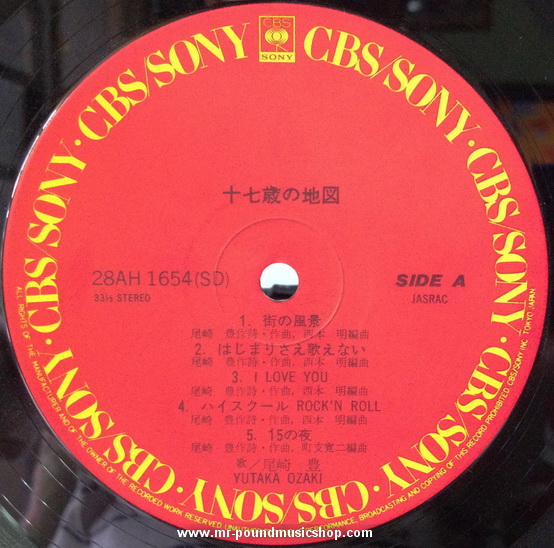 CBS
SONY
CBS/SONY · CBS/SONY · CBS/SONY · CBS/SONY · CBS/SONY · CBS/SONY · CBS/SONY · CBS/SONY
十七歳の地図
28AH 1654(SD)
33⅓ STEREO
SIDE A
JASRAC
1. 街の風景
尾崎 豊作詩・作曲, 西本 明編曲
2. はじまりさえ歌えない
尾崎 豊作詩・作曲, 西本 明編曲
3. I LOVE YOU
尾崎 豊作詩・作曲, 西本 明編曲
4. ハイスクール ROCK'N ROLL
尾崎 豊作詩・作曲, 西本 明編曲
5. 15の夜
尾崎 豊作詩・作曲, 町支寛二編曲
歌/尾崎 豊
YUTAKA OZAKI
ALL RIGHTS OF THE MANUFACTURER AND OF THE OWNER OF THE RECORDED WORK RESERVED. PERFORMANCE, BROADCASTING AND COPYING OF THIS RECORD PROHIBITED. CBS/SONY INC. TOKYO JAPAN
www.mr-poundmusicshop.com